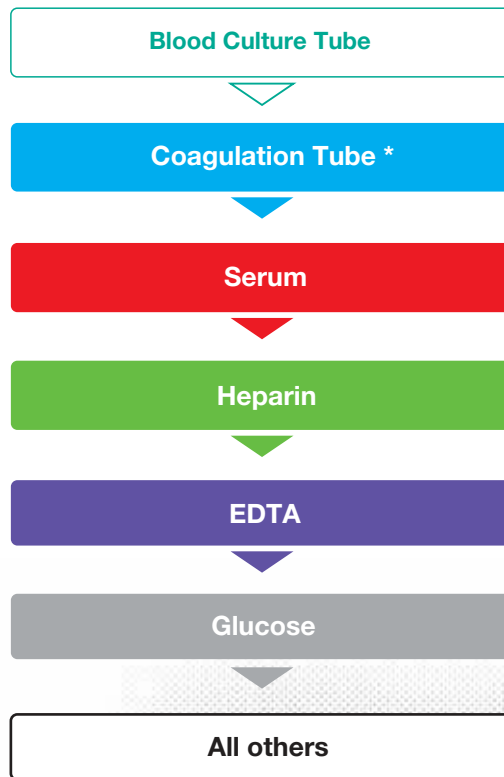 Blood Culture Tube
Coagulation Tube *
Serum
Heparin
EDTA
Glucose
All others